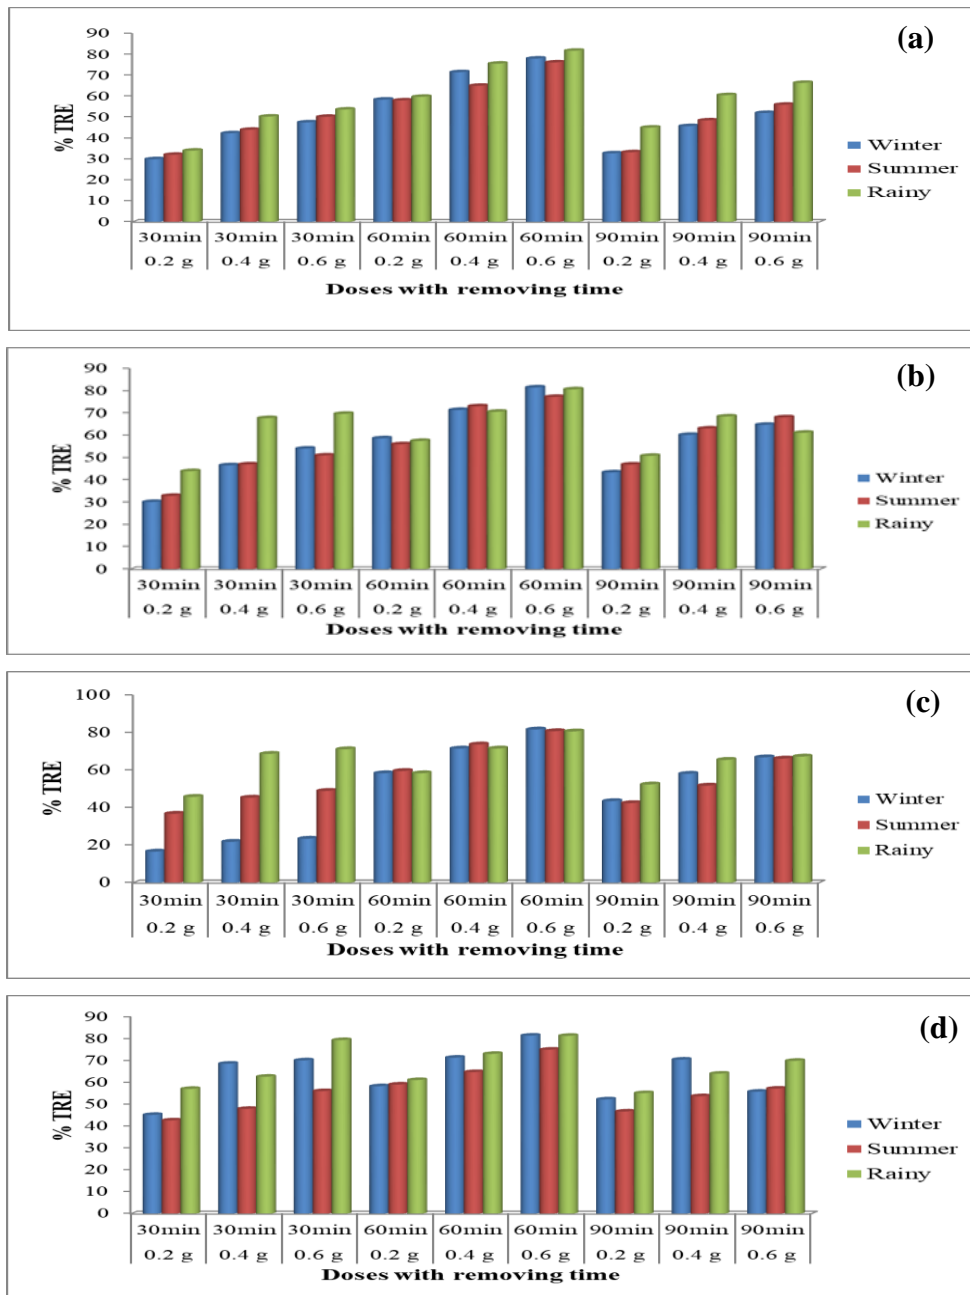 (a)
90
80
70
60
50
40
30
20
10
0
% TRE
30min 30min 30min 60min 60min 60min 90min 90min 90min
0.2 g 0.4 g 0.6 g 0.2 g 0.4 g 0.6 g 0.2 g 0.4 g 0.6 g
Doses with removing time
Winter
Summer
Rainy
(b)
90
80
70
60
50
40
30
20
10
0
% TRE
30min 30min 30min 60min 60min 60min 90min 90min 90min
0.2 g 0.4 g 0.6 g 0.2 g 0.4 g 0.6 g 0.2 g 0.4 g 0.6 g
Doses with removing time
Winter
Summer
Rainy
(c)
100
80
60
40
20
0
% TRE
30min 30min 30min 60min 60min 60min 90min 90min 90min
0.2 g 0.4 g 0.6 g 0.2 g 0.4 g 0.6 g 0.2 g 0.4 g 0.6 g
Doses with removing time
Winter
Summer
Rainy
(d)
90
80
70
60
50
40
30
20
10
0
% TRE
30min 30min 30min 60min 60min 60min 90min 90min 90min
0.2 g 0.4 g 0.6 g 0.2 g 0.4 g 0.6 g 0.2 g 0.4 g 0.6 g
Doses with removing time
Winter
Summer
Rainy